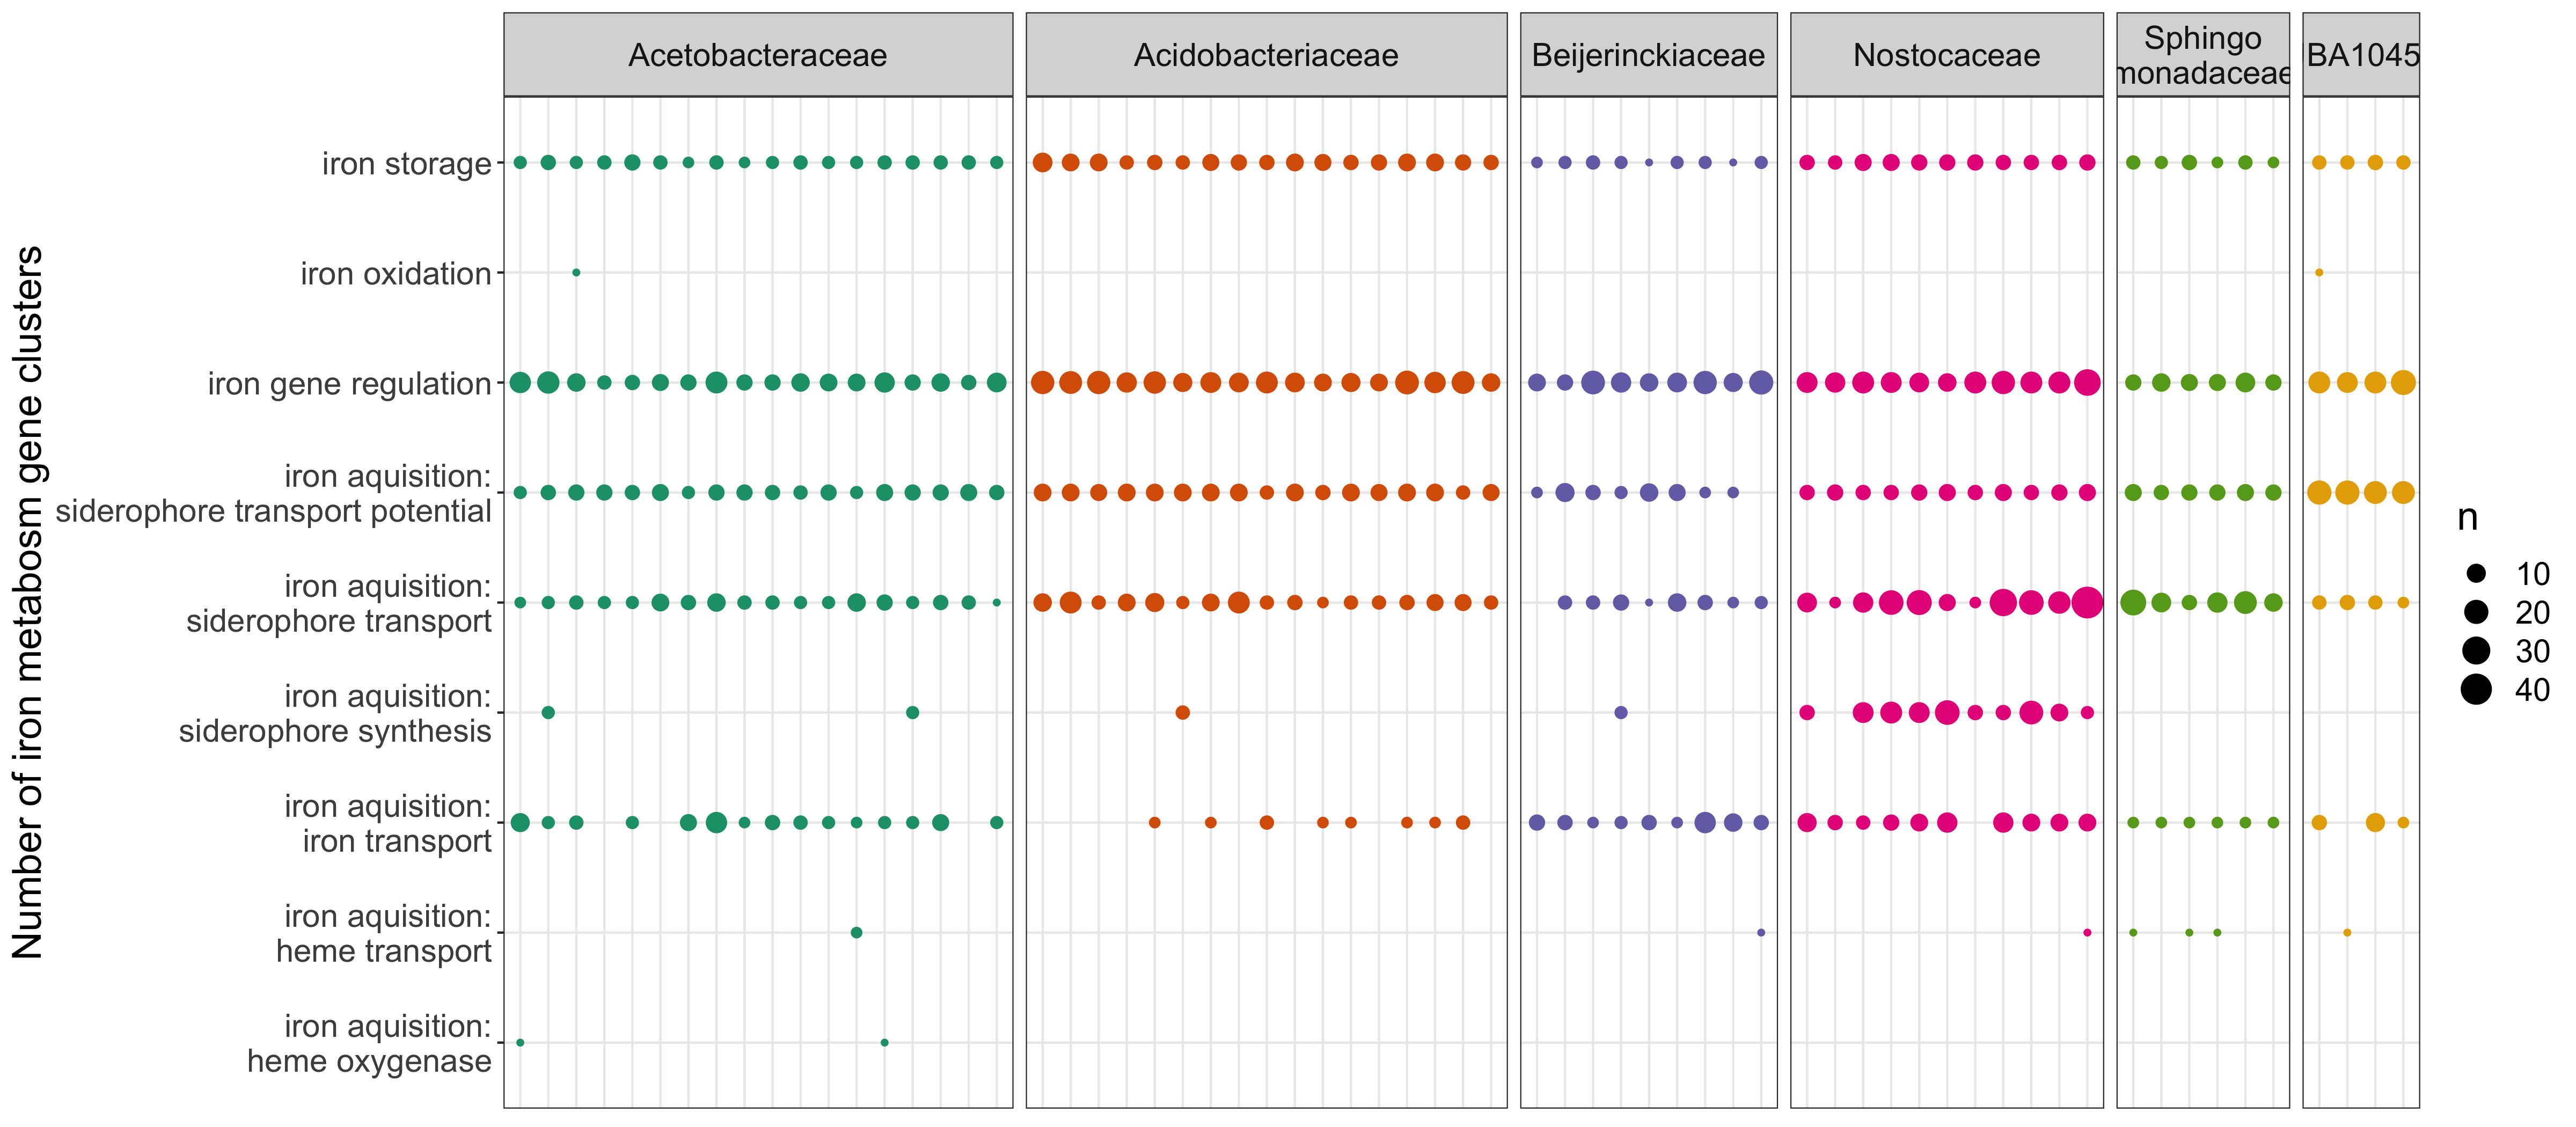 Acetobacteraceae
Acidobacteriaceae
Beijerinckiaceae
Nostocaceae
Sphingo
monadaceae
BA1045
Number of iron metabosm gene clusters
iron storage
iron oxidation
iron gene regulation
iron aquisition:
siderophore transport potential
iron aquisition:
siderophore transport
iron aquisition:
siderophore synthesis
iron aquisition:
iron transport
iron aquisition:
heme transport
iron aquisition:
heme oxygenase
n
10
20
30
40